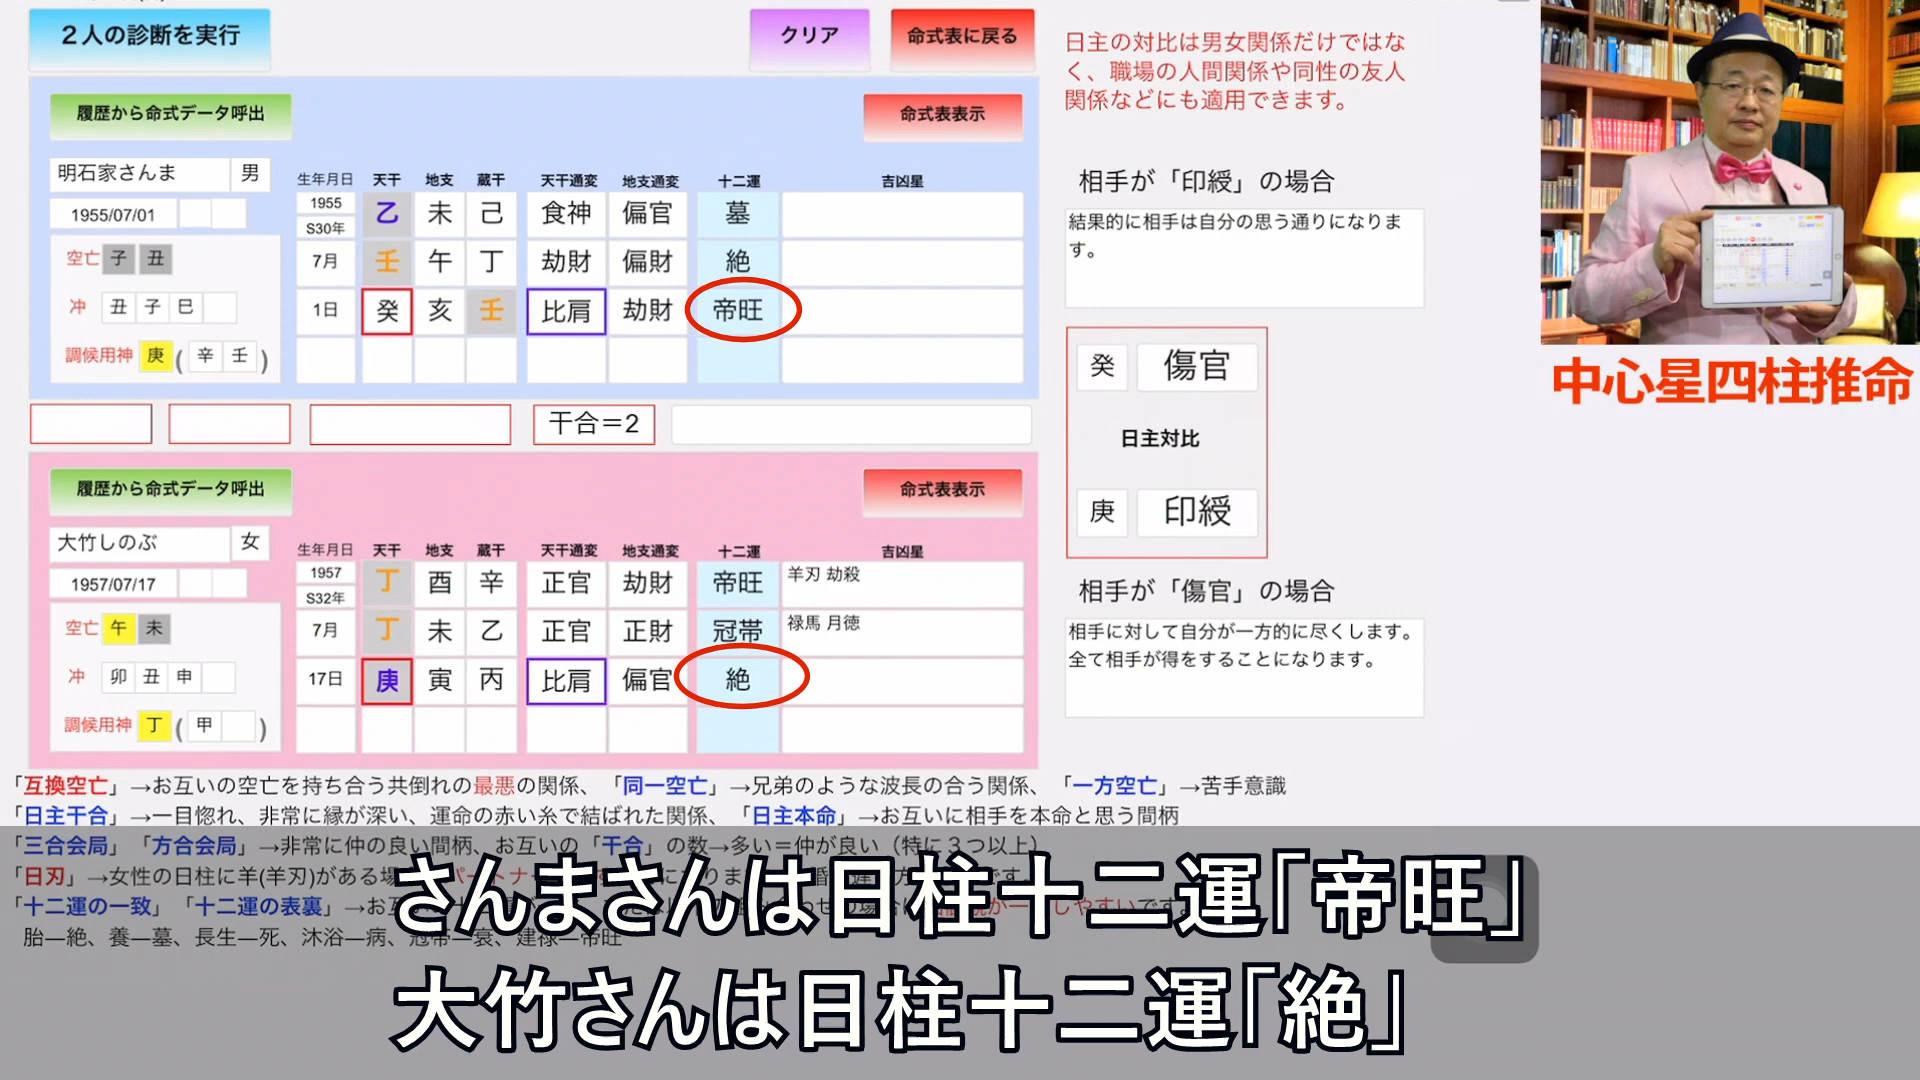 ２人の診断を実行
クリア
命式表に戻る
日主の対比は男女関係だけではな
く、職場の人間関係や同性の友人
関係などにも適用できます。
履歴から命式データ呼出
命式表表示
明石家さんま 男
1955/07/01
空亡 子 丑
冲 丑 子 巳
調候用神 庚 ( 辛 壬 )
生年月日 天干 地支 蔵干 天干通変 地支通変 十二運 吉凶星
1955 S30年 乙 未 己 食神 偏官 墓
7月 壬 午 丁 劫財 偏財 絶
1日 癸 亥 壬 比肩 劫財 帝旺
相手が「印綬」の場合
結果的に相手は自分の思う通りになりま
す。
癸 傷官
日主対比
庚 印綬
中心星四柱推命
干合＝2
履歴から命式データ呼出
命式表表示
大竹しのぶ 女
1957/07/17
空亡 午 未
冲 卯 丑 申
調候用神 丁 ( 甲 )
生年月日 天干 地支 蔵干 天干通変 地支通変 十二運 吉凶星
1957 S32年 丁 酉 辛 正官 劫財 帝旺 羊刃 劫殺
7月 丁 未 乙 正官 正財 冠帯 禄馬 月徳
17日 庚 寅 丙 比肩 偏官 絶
相手が「傷官」の場合
相手に対して自分が一方的に尽くします。
全て相手が得をすることになります。
「互換空亡」→お互いの空亡を持ち合う共倒れの最悪の関係、「同一空亡」→兄弟のような波長の合う関係、「一方空亡」→苦手意識
「日主干合」→一目惚れ、非常に縁が深い、運命の赤い糸で結ばれた関係、「日主本命」→お互いに相手を本命と思う間柄
「三合会局」「方合会局」→非常に仲の良い間柄、お互いの「干合」の数→多い＝仲が良い（特に３つ以上）
「日刃」→女性の日柱に羊(羊刃)がある場
「十二運の一致」「十二運の表裏」→お
胎―絶、養―墓、長生―死、沐浴―病、冠帯―衰、建禄―帝旺
さんまさんは日柱十二運「帝旺」
大竹さんは日柱十二運「絶」